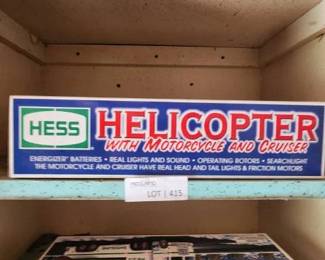 HESS
HELICOPTER
WITH MOTORCYCLE AND CRUISER
ENERGIZER® BATTERIES • REAL LIGHTS AND SOUND • OPERATING ROTORS • SEARCHLIGHT
THE MOTORCYCLE AND CRUISER HAVE REAL HEAD AND TAIL LIGHTS & FRICTION MOTORS
LOT 415